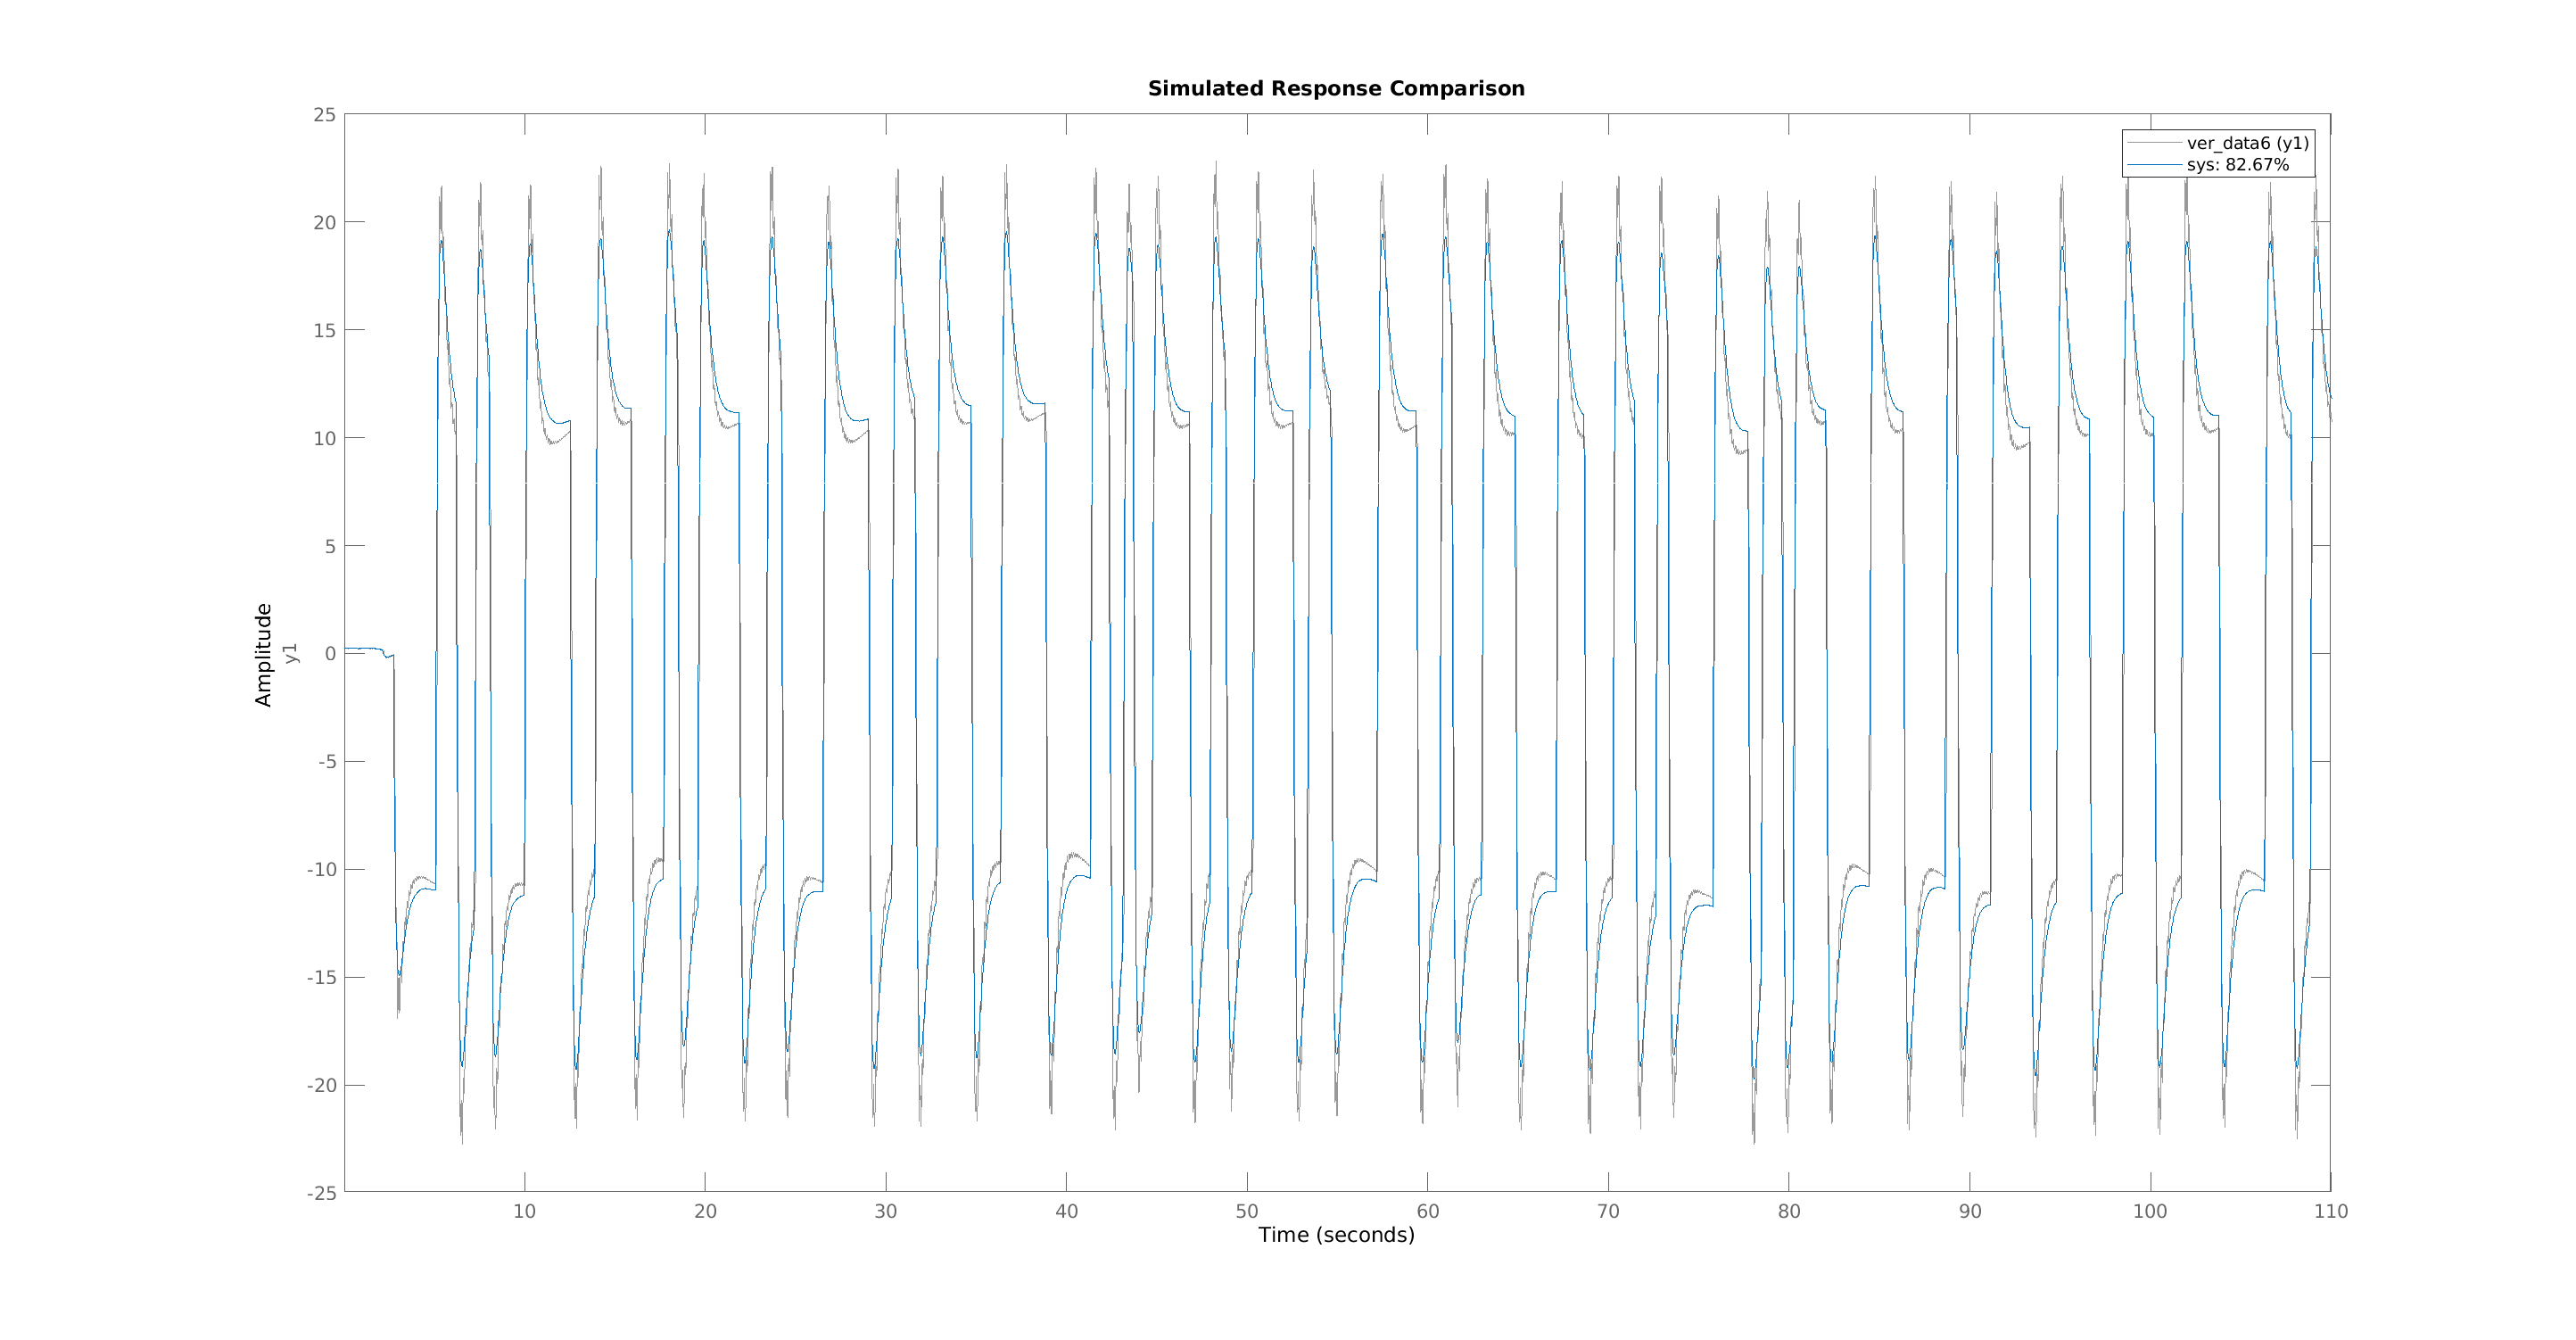 Simulated Response Comparison
ver_data6 (y1)
sys: 82.67%
25
20
15
10
5
0
-5
-10
-15
-20
-25
Amplitude
y1
10 20 30 40 50 60 70 80 90 100 110
Time (seconds)